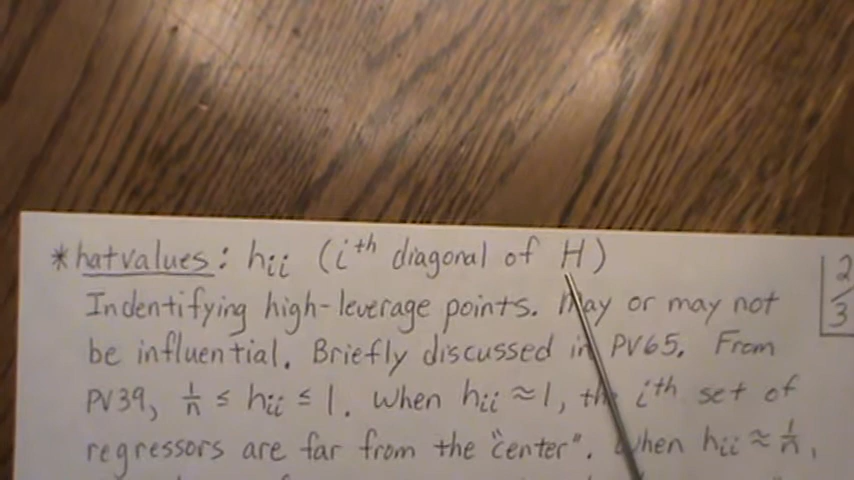 *hatvalues: hᵢᵢ (iᵗʰ diagonal of H)
Indentifying high-leverage points. May or may not
be influential. Briefly discussed in PV65. From
PV39, 1/n ≤ hᵢᵢ ≤ 1. When hᵢᵢ ≈ 1, the iᵗʰ set of
regressors are far from the "center". When hᵢᵢ ≈ 1/n,
2/3